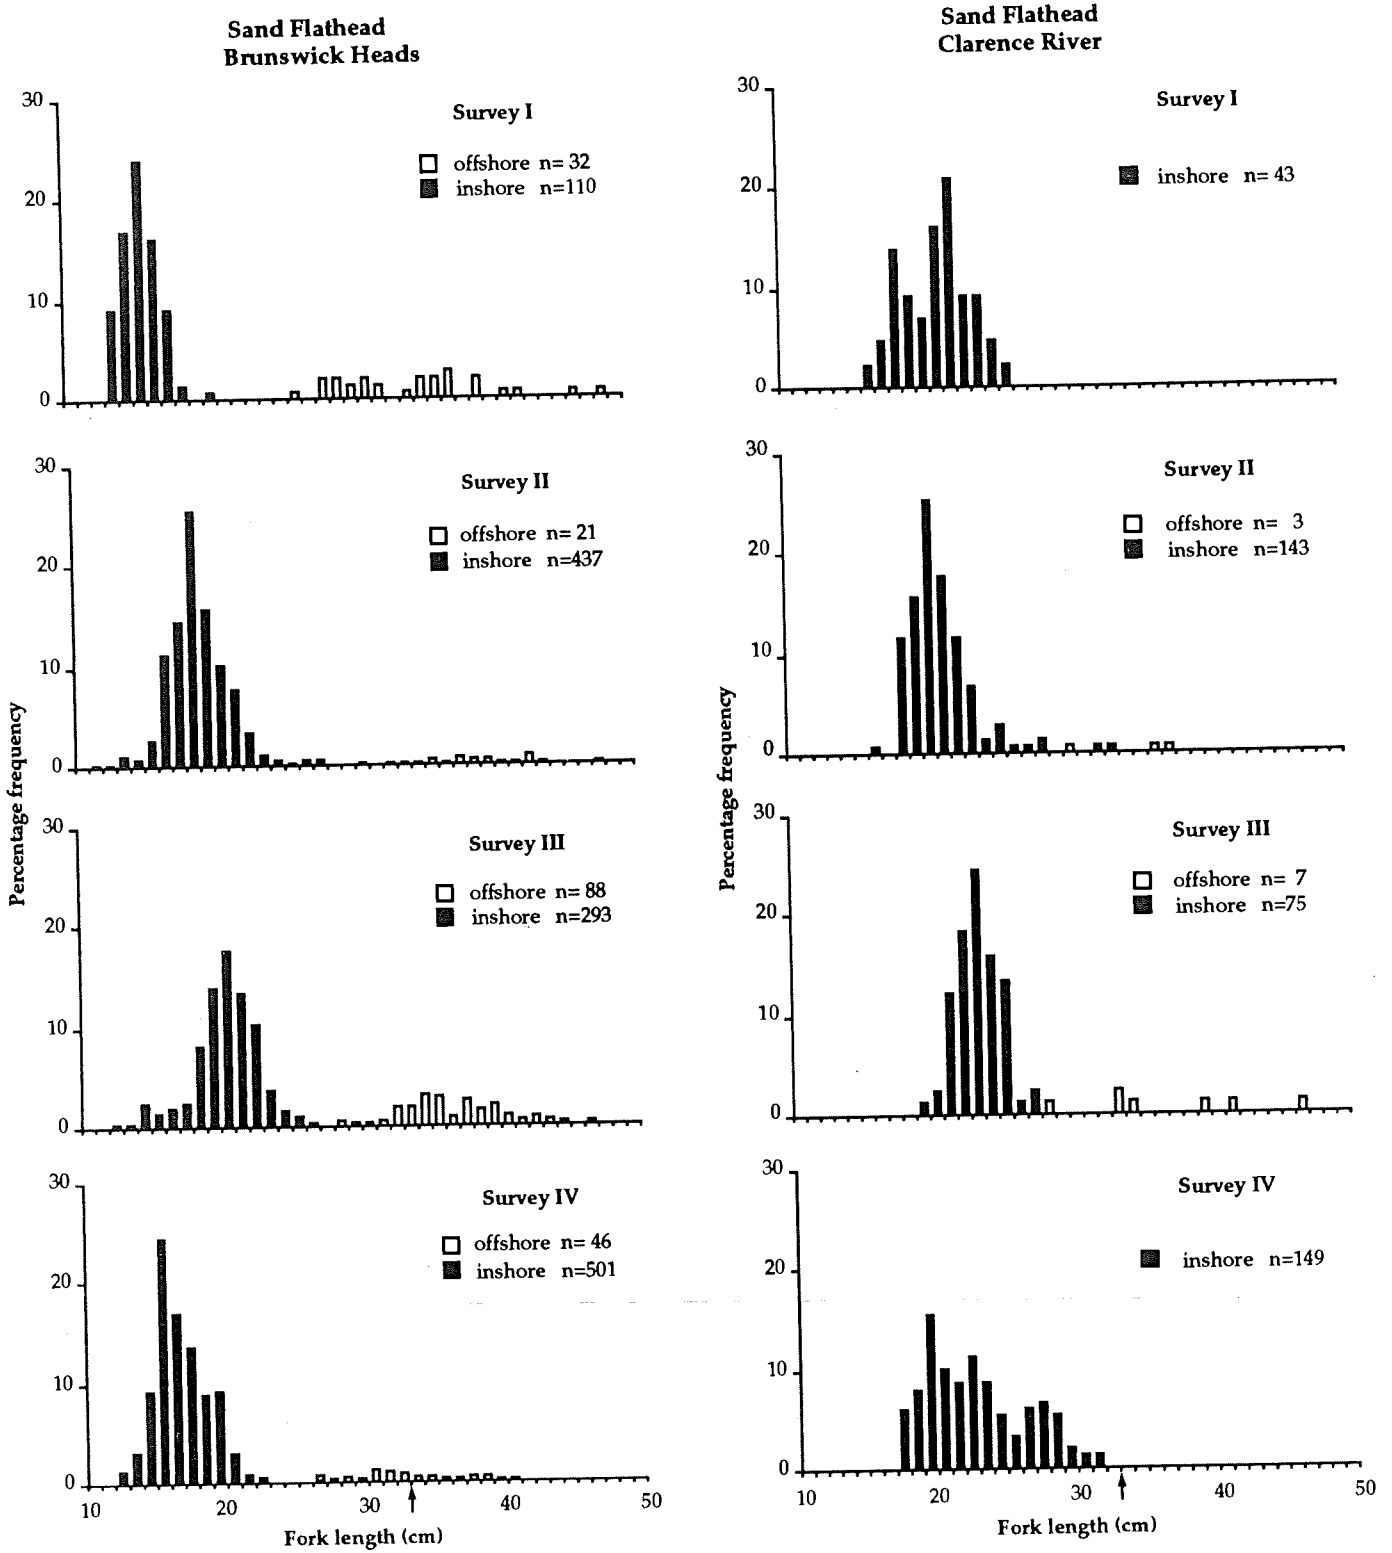 Sand Flathead
Brunswick Heads
30
20
10
0
Survey I
offshore n= 32
inshore n=110
30
20
10
0
Survey II
offshore n= 21
inshore n=437
Percentage frequency
30
20
10
0
Survey III
offshore n= 88
inshore n=293
30
20
10
0
Survey IV
offshore n= 46
inshore n=501
10 20 30 40 50
Fork length (cm)
Sand Flathead
Clarence River
30
20
10
0
Survey I
inshore n= 43
30
20
10
0
Survey II
offshore n= 3
inshore n=143
Percentage frequency
30
20
10
0
Survey III
offshore n= 7
inshore n=75
30
20
10
0
Survey IV
inshore n=149
10 20 30 40 50
Fork length (cm)